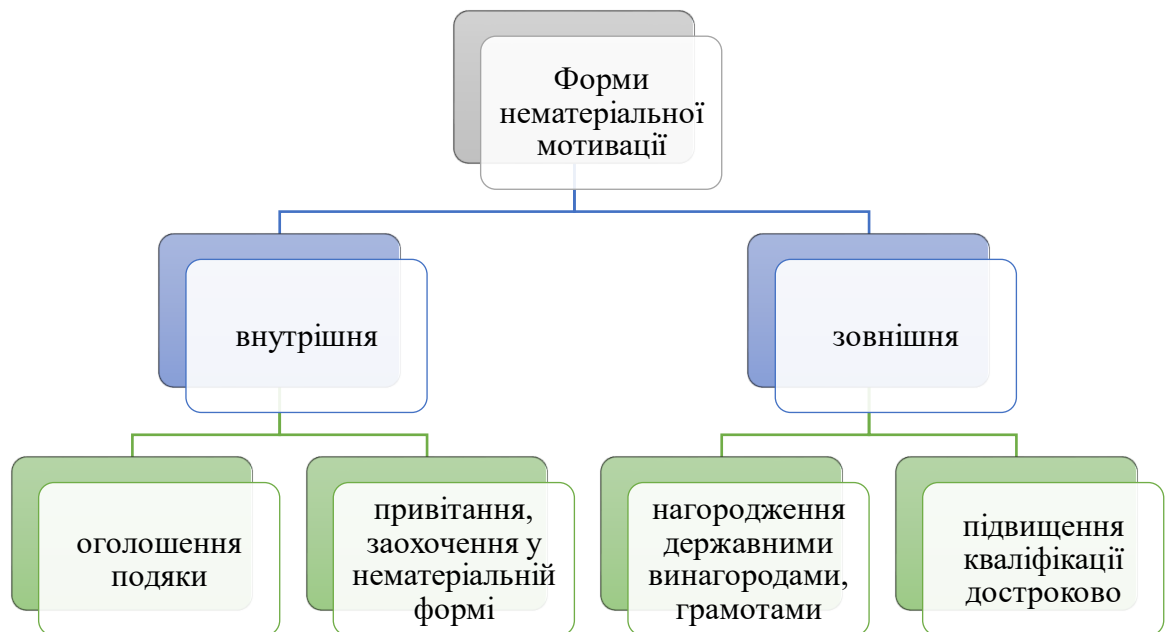 Форми
нематеріальної
мотивації
внутрішня
зовнішня
оголошення
подяки
привітання,
заохочення у
нематеріальній
формі
нагородження
державними
винагородами,
грамотами
підвищення
кваліфікації
достроково